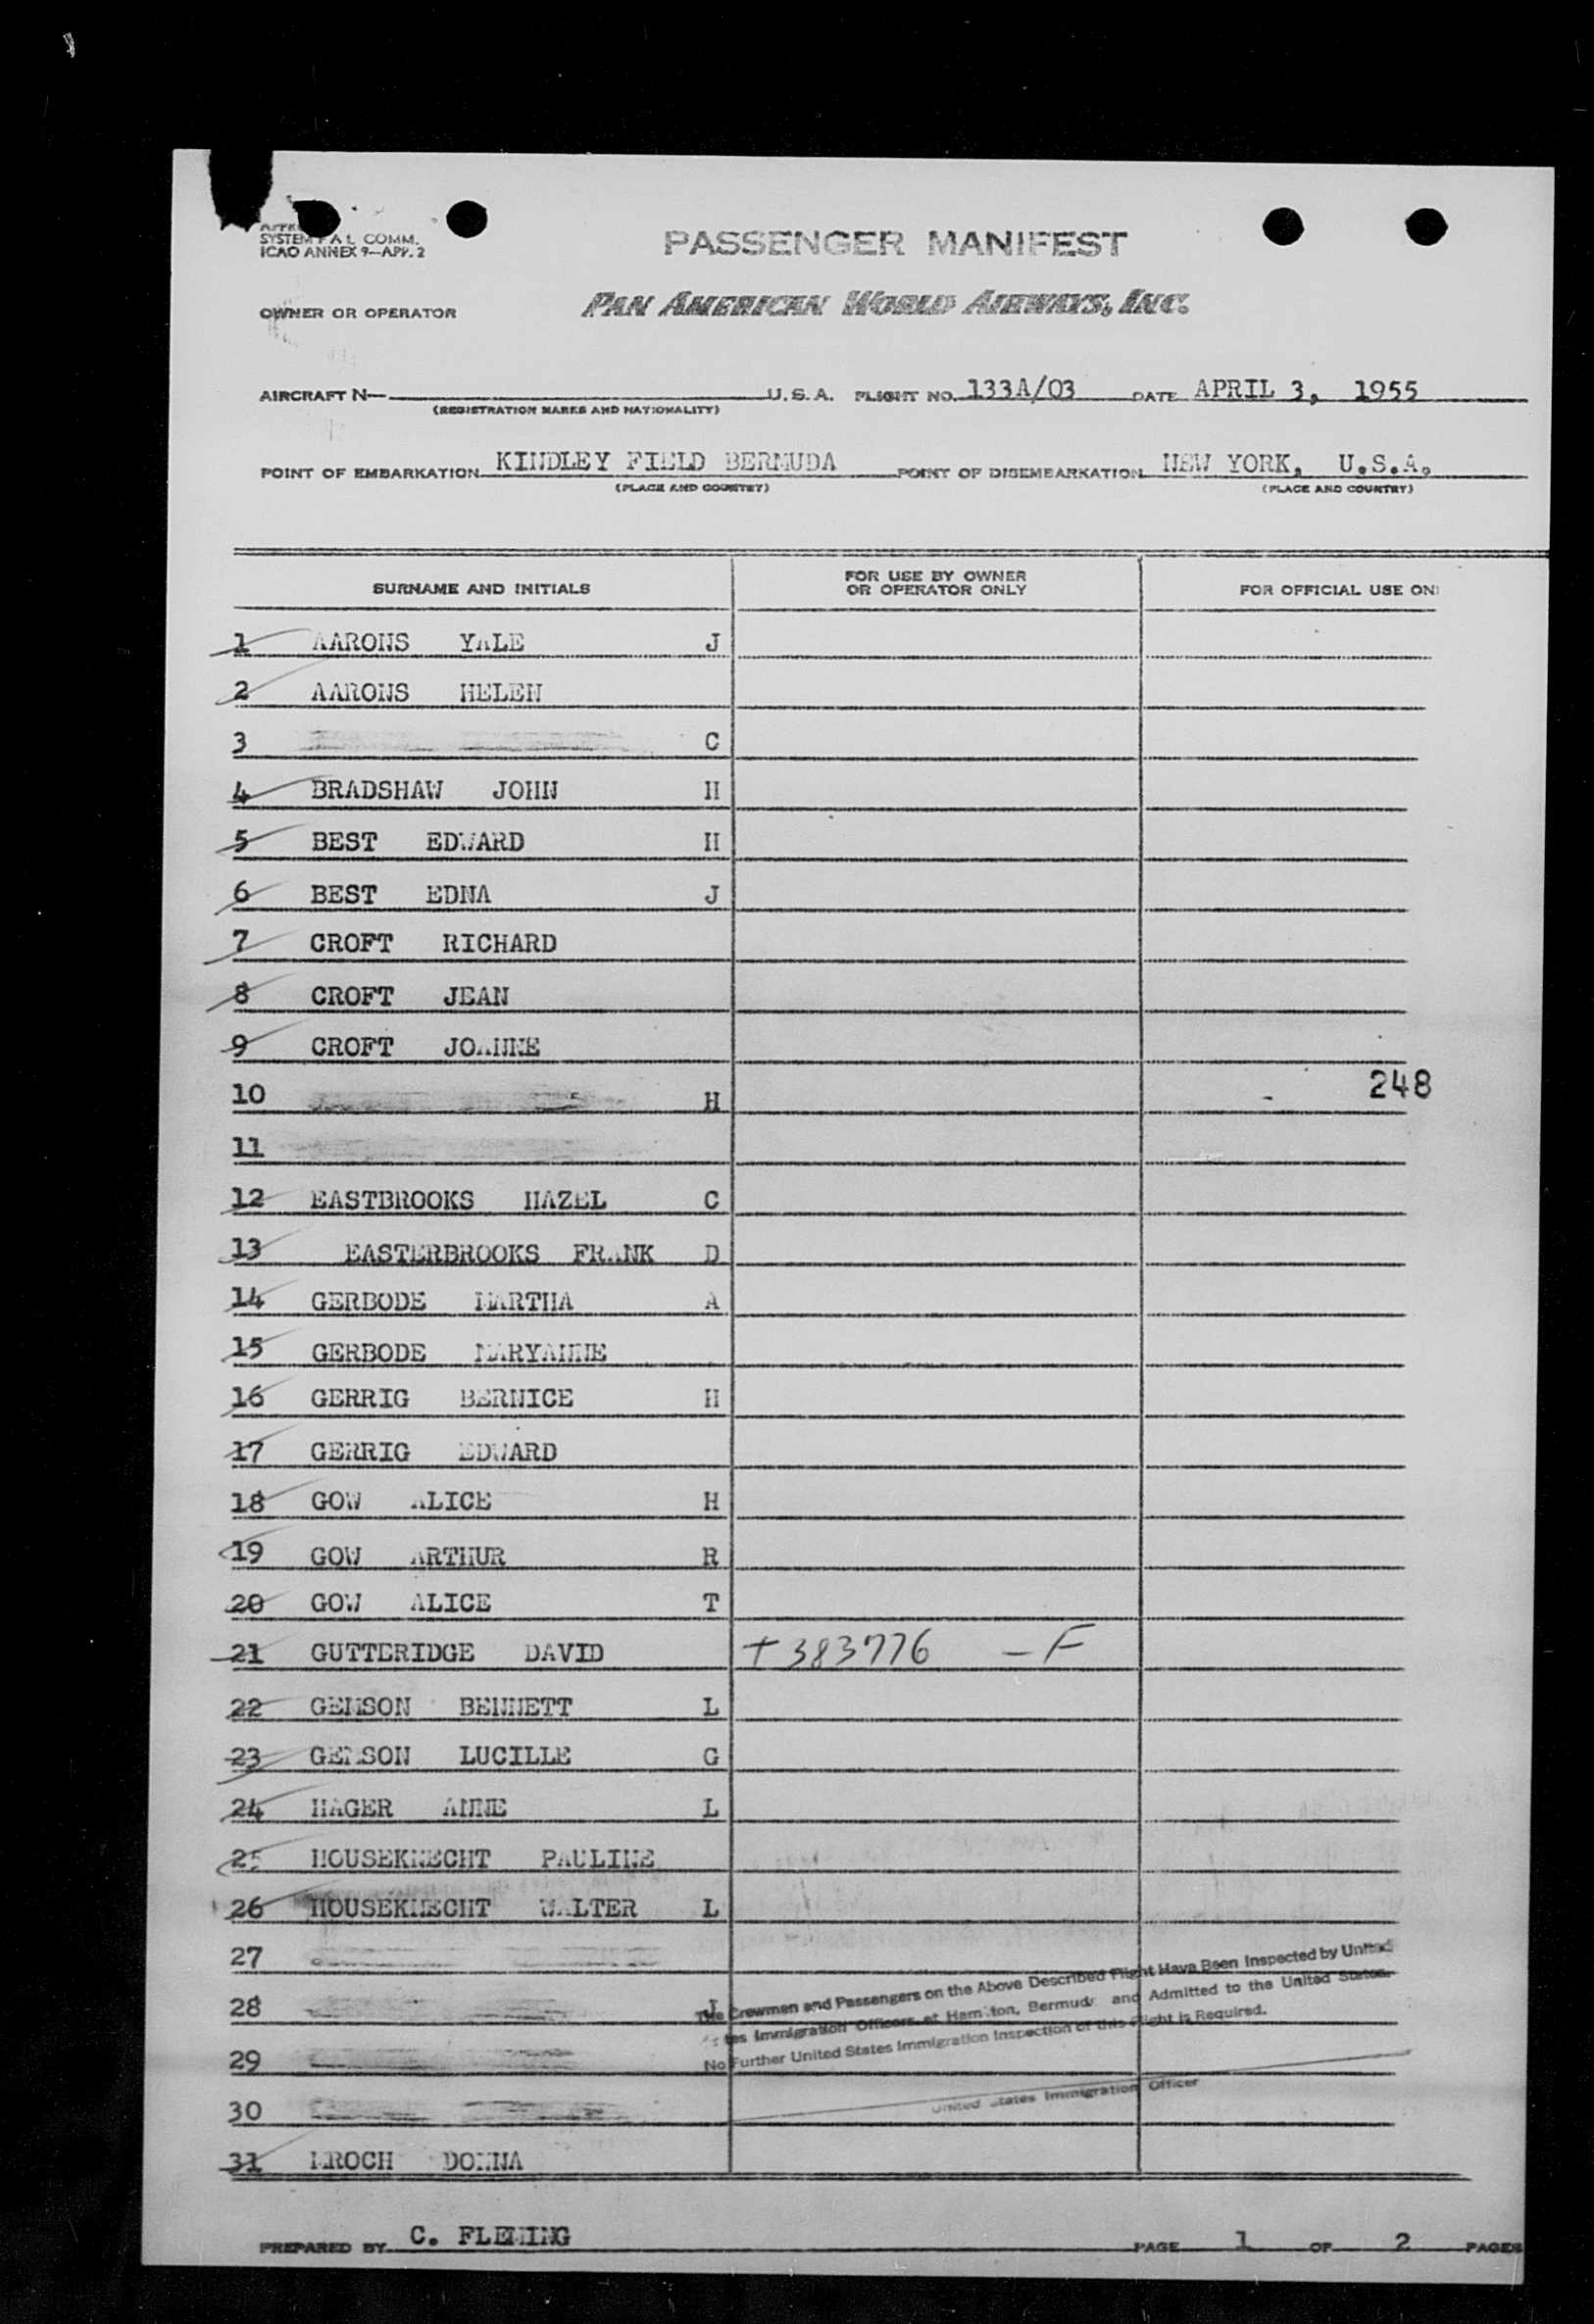 SYSTEM F A L COMM.
ICAO ANNEX 9—APP. 2
PASSENGER MANIFEST
OWNER OR OPERATOR PAN AMERICAN WORLD AIRWAYS, INC.
AIRCRAFT N— U.S.A. FLIGHT NO. 133A/03 DATE APRIL 3, 1955
(REGISTRATION MARKS AND NATIONALITY)
POINT OF EMBARKATION KINDLEY FIELD BERMUDA POINT OF DISEMBARKATION NEW YORK, U.S.A.
(PLACE AND COUNTRY) (PLACE AND COUNTRY)
SURNAME AND INITIALS FOR USE BY OWNER OR OPERATOR ONLY FOR OFFICIAL USE ON
1 AARONS YALE J
2 AARONS HELEN
3 C
4 BRADSHAW JOHN H
5 BEST EDWARD H
6 BEST EDNA J
7 CROFT RICHARD
8 CROFT JEAN
9 CROFT JOANNE
248
10 H
11
12 EASTBROOKS HAZEL C
13 EASTERBROOKS FRANK D
14 GERBODE MARTHA A
15 GERBODE MARYANNE
16 GERRIG BERNICE H
17 GERRIG EDWARD
18 GOW ALICE H
19 GOW ARTHUR R
20 GOW ALICE T
21 GUTTERIDGE DAVID + 383776 — F
22 GEMSON BENNETT L
23 GEMSON LUCILLE G
24 HAGER ANNE L
25 HOUSEKNECHT PAULINE
26 HOUSEKNECHT WALTER L
27
28 J
29
30
The Crewmen and Passengers on the Above Described Flight Have Been Inspected by United
States Immigration Officers at Hamilton, Bermuda and Admitted to the United States.
No Further United States Immigration Inspection of this Flight is Required.
United States Immigration Officer
31 KROCH DONNA
PREPARED BY C. FLEMING PAGE 1 OF 2 PAGES